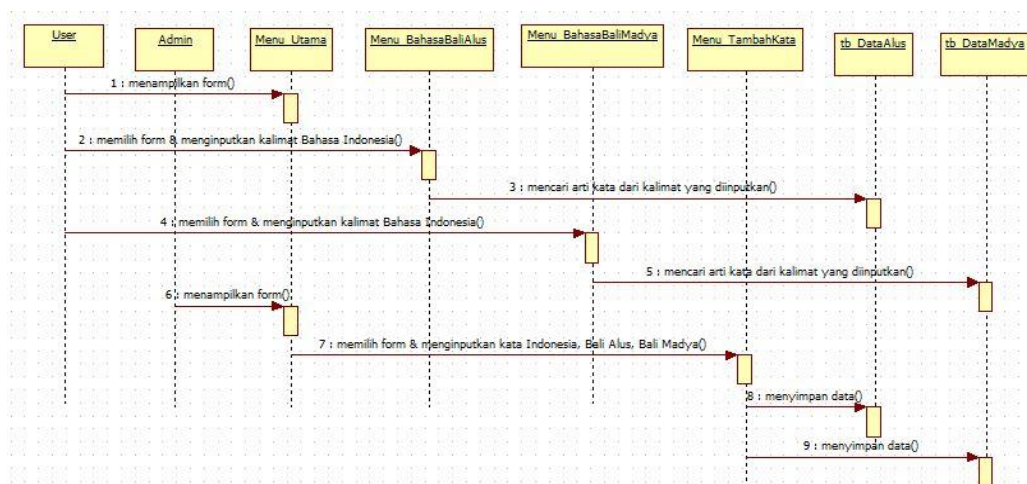 User
Admin
Menu_Utama
Menu_BahasaBaliAlus
Menu_BahasaBaliMadya
Menu_TambahKata
tb_DataAlus
tb_DataMadya
1 : menampilkan form()
2 : memilih form & menginputkan kalimat Bahasa Indonesia()
3 : mencari arti kata dari kalimat yang diinputkan()
4 : memilih form & menginputkan kalimat Bahasa Indonesia()
5 : mencari arti kata dari kalimat yang diinputkan()
6 : menampilkan form()
7 : memilih form & menginputkan kata Indonesia, Bali Alus, Bali Madya()
8 : menyimpan data()
9 : menyimpan data()